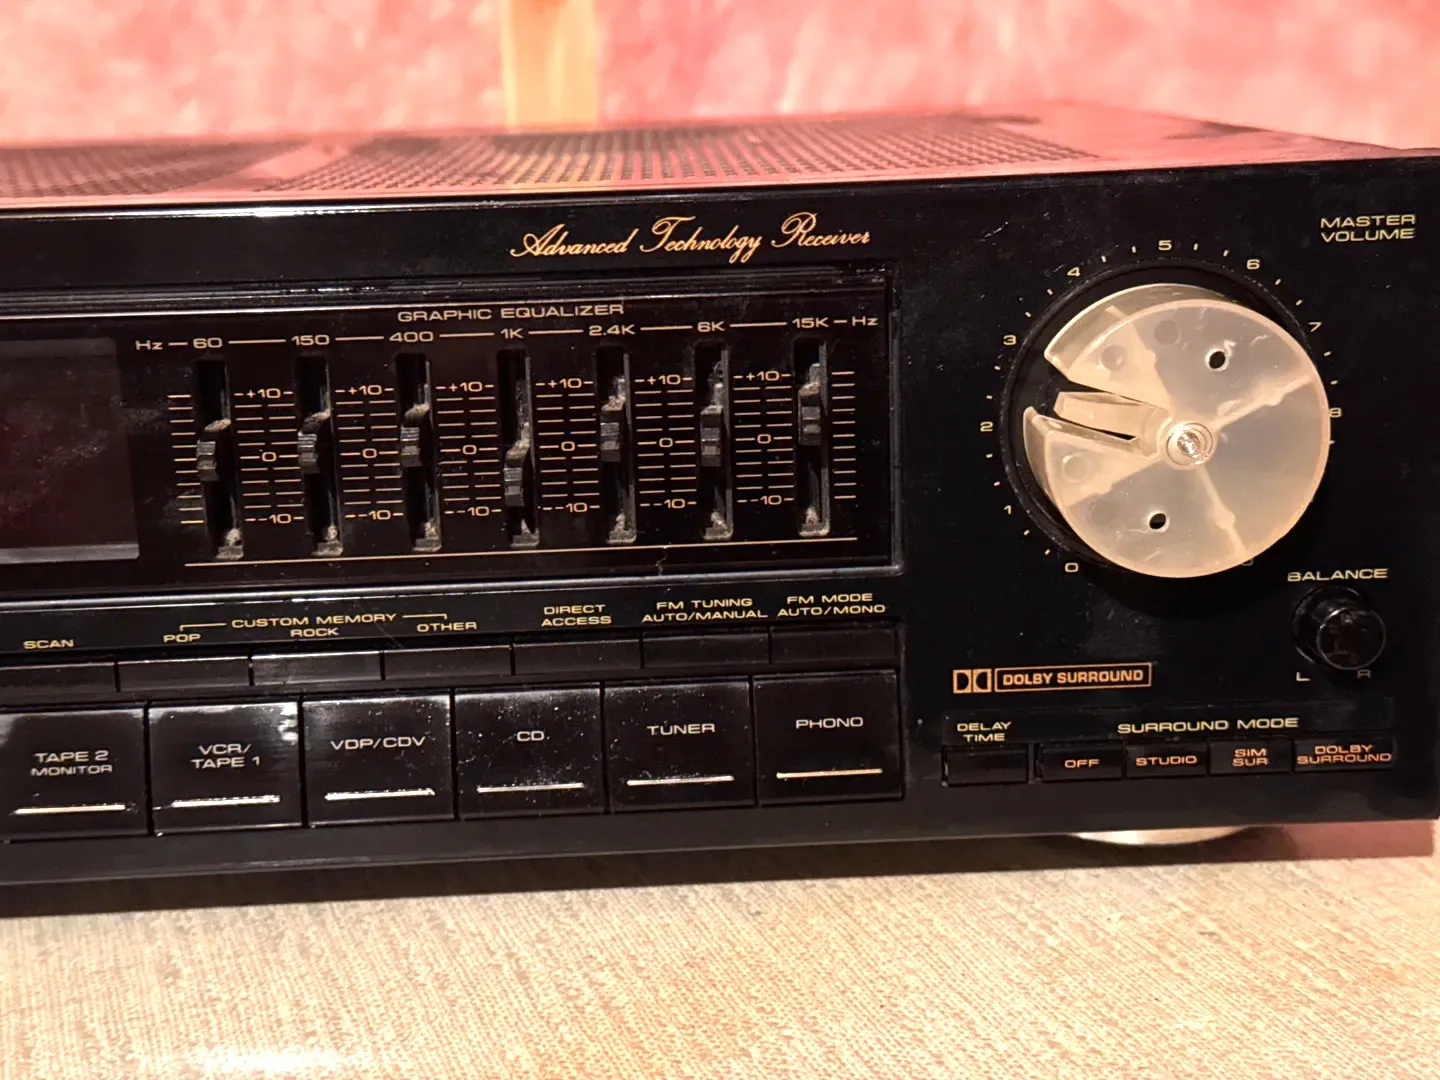 Advanced Technology Receiver
MASTER
VOLUME
GRAPHIC EQUALIZER
Hz 60 150 400 1K 2.4K 6K 15K Hz
+10 +10 +10 +10 +10 +10
0 0 0 0 0 0
-10 -10 -10 -10 -10 -10
0 1 2 3 4 5 6 7 8
BALANCE
L R
SCAN
CUSTOM MEMORY
POP ROCK OTHER
DIRECT
ACCESS
FM TUNING
AUTO/MANUAL
FM MODE
AUTO/MONO
DOLBY SURROUND
TAPE 2
MONITOR
VCR/
TAPE 1
VDP/CDV
CD
TUNER
PHONO
DELAY
TIME
SURROUND MODE
OFF
STUDIO
SIM
SUR
DOLBY
SURROUND